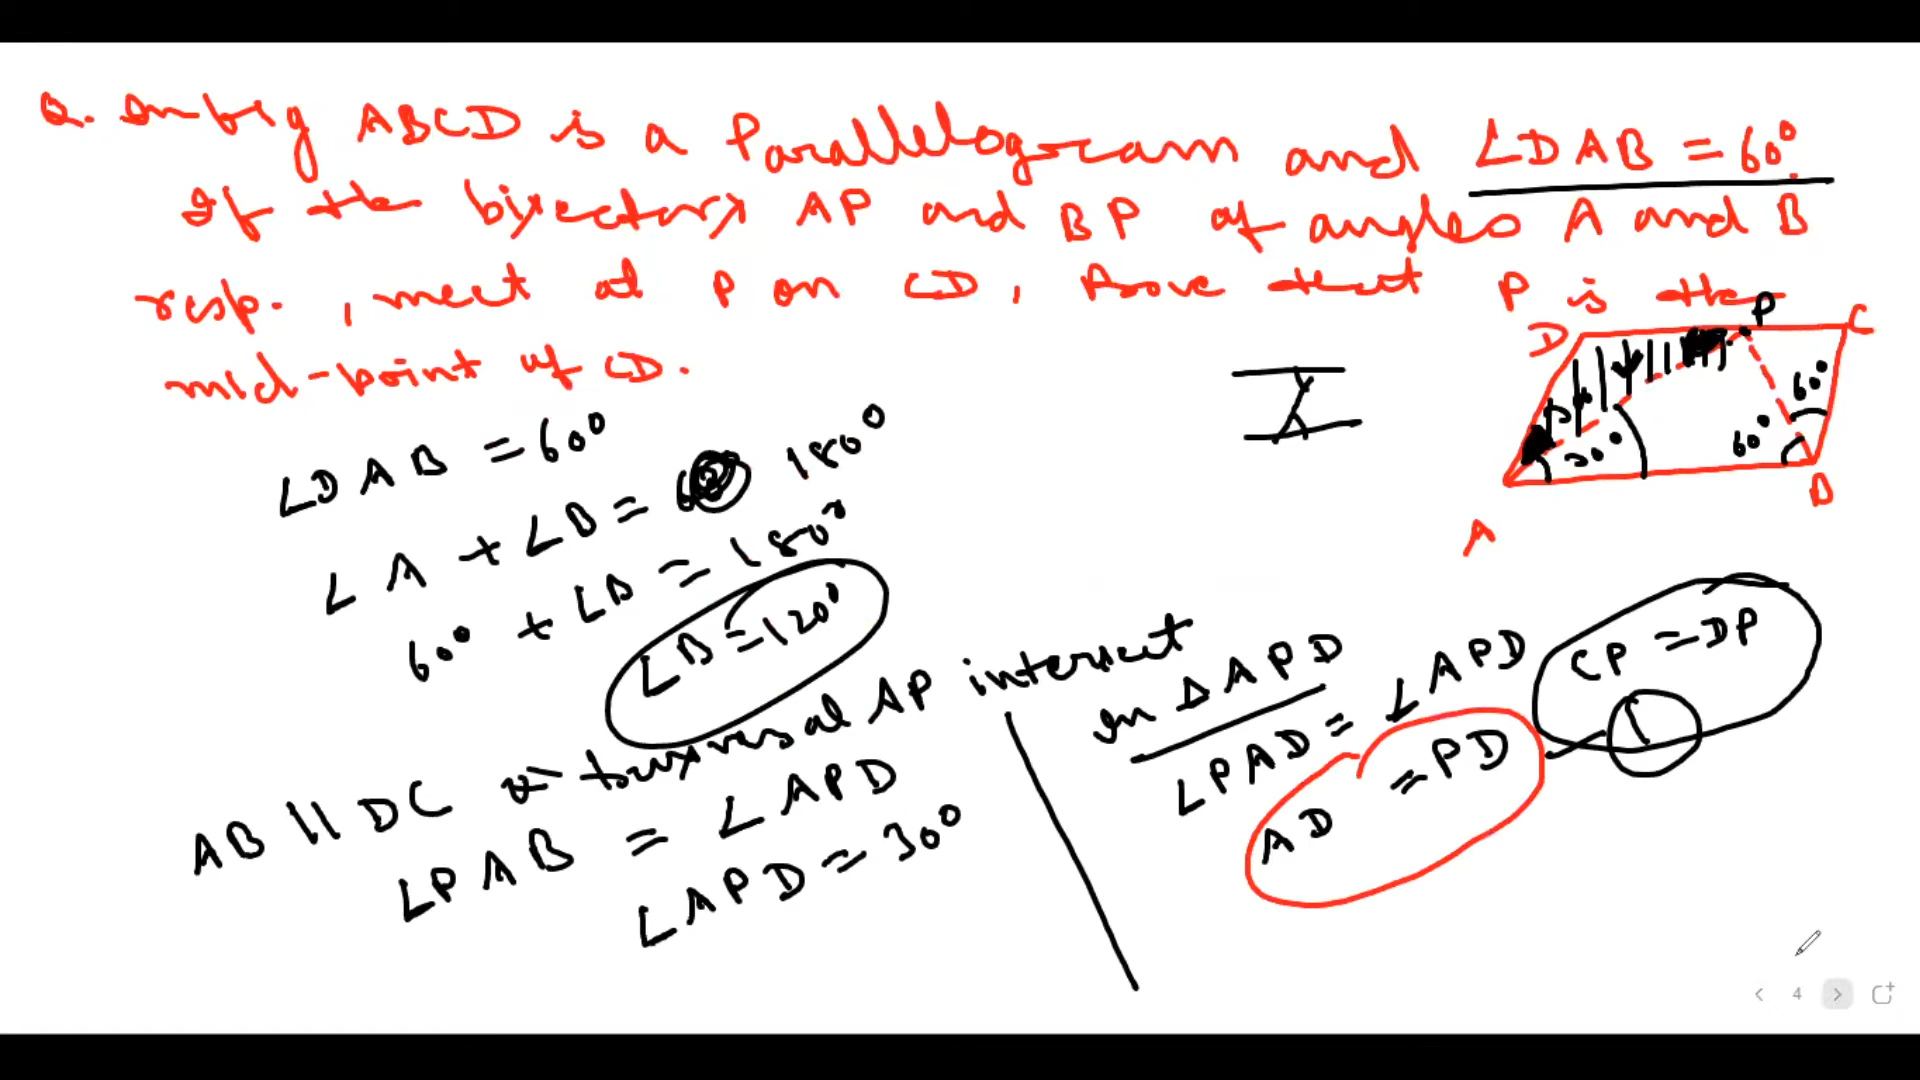 Q. In fig ABCD is a Parallelogram and ∠DAB = 60°.
If the bisectors AP and BP of angles A and B
resp., meet at P on CD, Prove that P is the
mid-point of CD.
D P C
60°
30° 60°
A B
∠DAB = 60°
∠A + ∠B = 180°
60° + ∠B = 180°
∠B = 120°
AB || DC & transversal AP intersect
∠PAB = ∠APD
∠APD = 30°
In △APD
∠PAD = ∠APD
AD = PD — 1
CP = DP
4